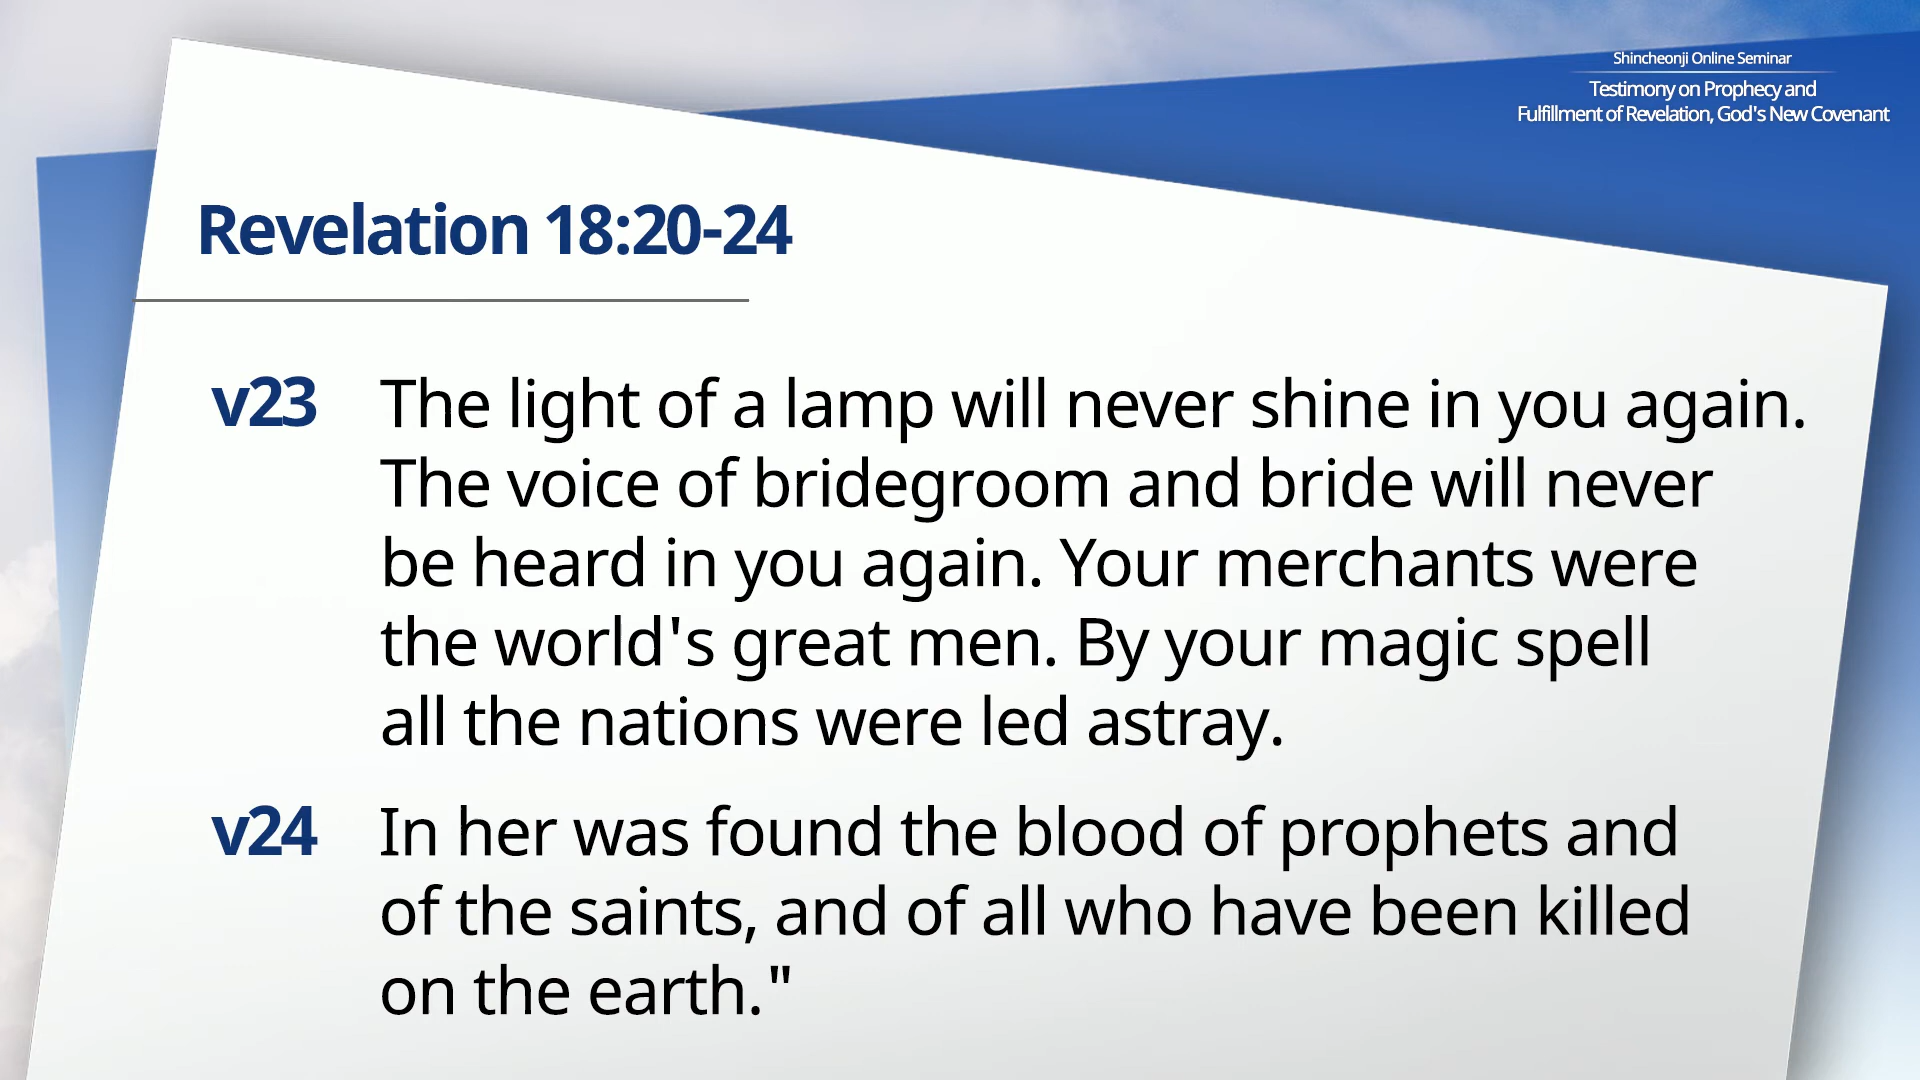 Shincheonji Online Seminar
Testimony on Prophecy and
Fulfillment of Revelation, God's New Covenant
Revelation 18:20-24
v23 The light of a lamp will never shine in you again.
The voice of bridegroom and bride will never
be heard in you again. Your merchants were
the world's great men. By your magic spell
all the nations were led astray.
v24 In her was found the blood of prophets and
of the saints, and of all who have been killed
on the earth."